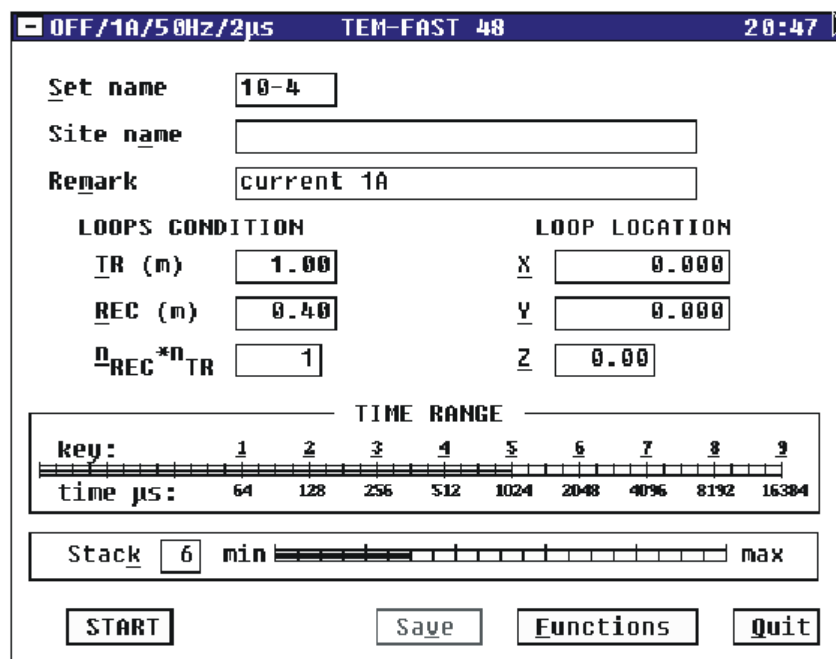 OFF/1A/50Hz/2µs TEM-FAST 48 20:47
Set name 10-4
Site name
Remark current 1A
LOOPS CONDITION LOOP LOCATION
TR (m) 1.00 X 0.000
REC (m) 0.40 Y 0.000
nREC*nTR 1 Z 0.00
TIME RANGE
key: 1 2 3 4 5 6 7 8 9
time µs: 64 128 256 512 1024 2048 4096 8192 16384
Stack 6 min max
START Save Functions Quit